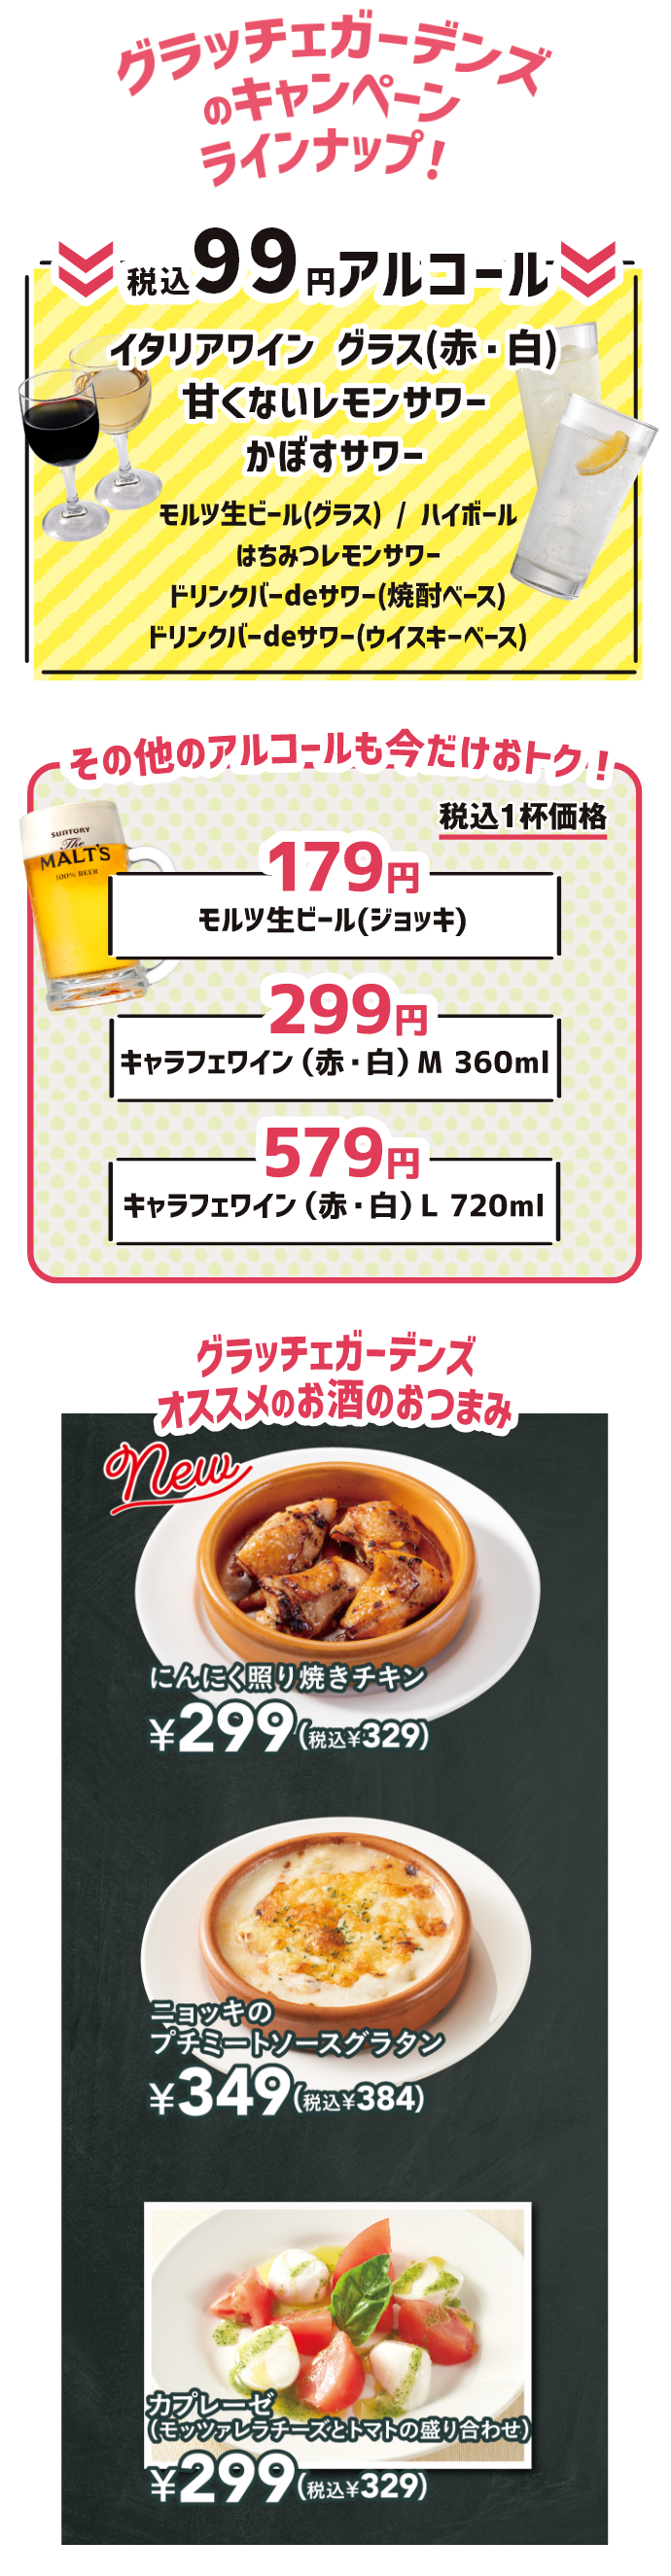 グラッチェガーデンズ
のキャンペーン
ラインナップ！
税込99円アルコール
イタリアワイン グラス(赤・白)
甘くないレモンサワー
かぼすサワー
モルツ生ビール(グラス) / ハイボール
はちみつレモンサワー
ドリンクバーdeサワー(焼酎ベース)
ドリンクバーdeサワー(ウイスキーベース)
その他のアルコールも今だけおトク！
税込1杯価格
SUNTORY
The
MALT'S
100% BEER
179円
モルツ生ビール(ジョッキ)
299円
キャラフェワイン（赤・白）M 360ml
579円
キャラフェワイン（赤・白）L 720ml
グラッチェガーデンズ
オススメのお酒のおつまみ
New
にんにく照り焼きチキン
¥299(税込¥329)
ニョッキの
プチミートソースグラタン
¥349(税込¥384)
カプレーゼ
(モッツァレラチーズとトマトの盛り合わせ)
¥299(税込¥329)